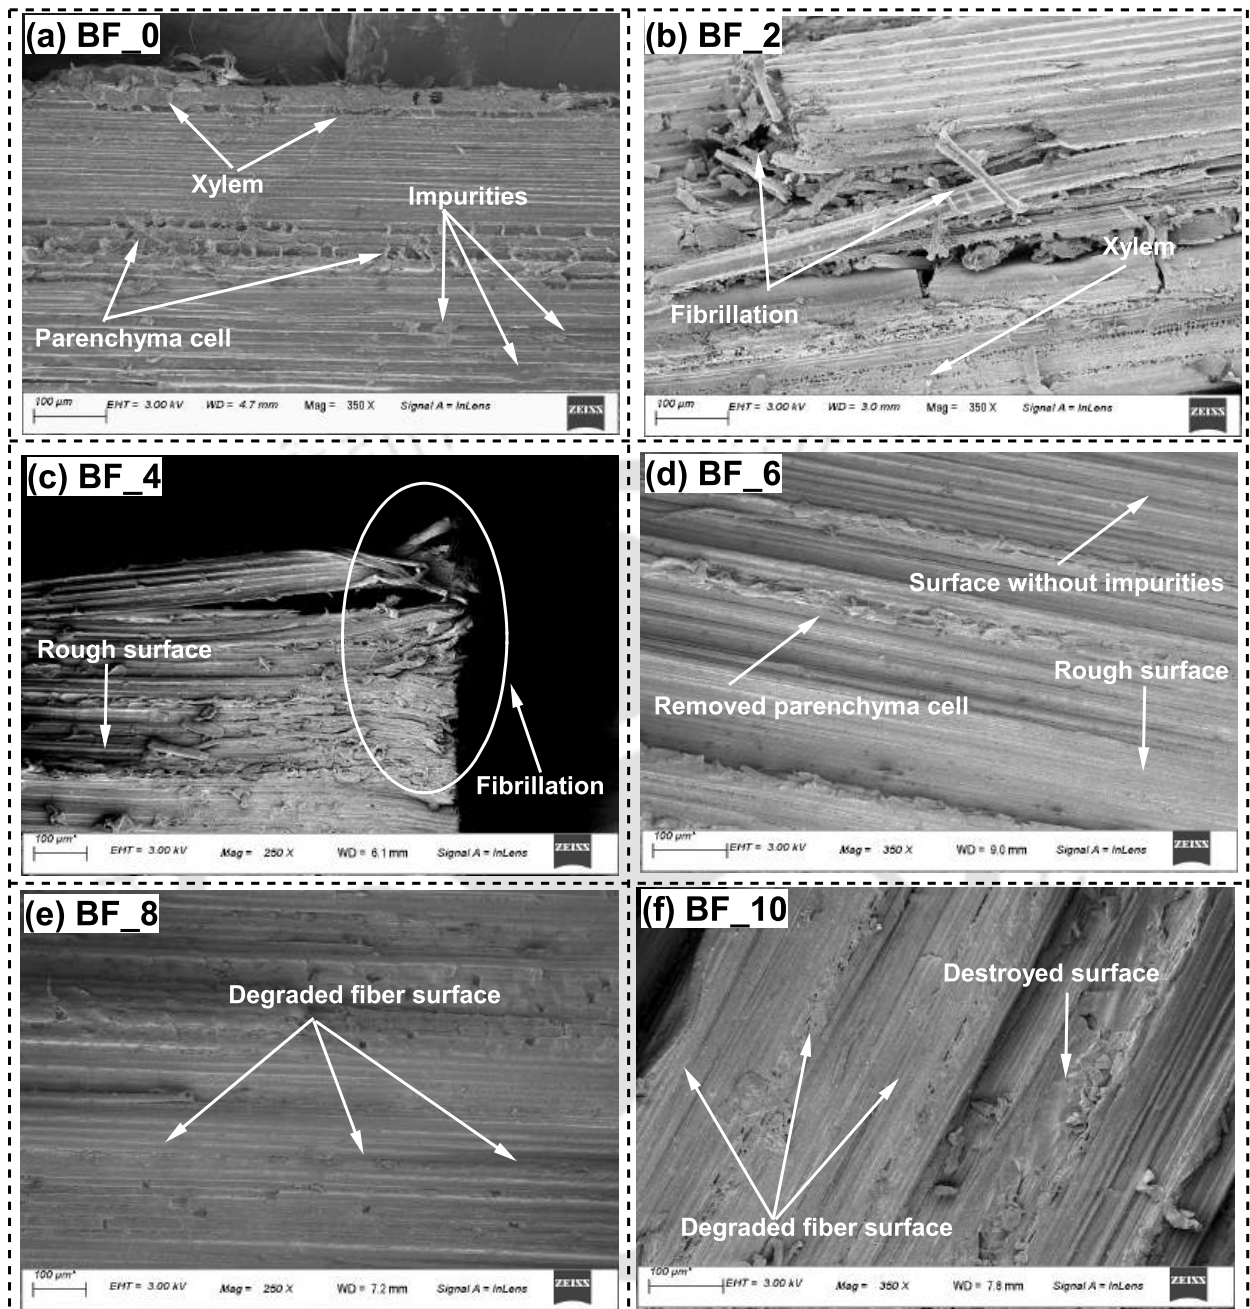 (a) BF_0
Xylem
Impurities
Parenchyma cell
100 µm EHT = 3.00 kV WD = 4.7 mm Mag = 350 X Signal A = InLens ZEISS
(b) BF_2
Xylem
Fibrillation
100 µm EHT = 3.00 kV WD = 3.0 mm Mag = 350 X Signal A = InLens ZEISS
(c) BF_4
Rough surface
Fibrillation
100 µm* EHT = 3.00 kV Mag = 250 X WD = 6.1 mm Signal A = InLens ZEISS
(d) BF_6
Surface without impurities
Rough surface
Removed parenchyma cell
100 µm* EHT = 3.00 kV Mag = 350 X WD = 9.0 mm Signal A = InLens ZEISS
(e) BF_8
Degraded fiber surface
100 µm* EHT = 3.00 kV Mag = 250 X WD = 7.2 mm Signal A = InLens ZEISS
(f) BF_10
Destroyed surface
Degraded fiber surface
100 µm* EHT = 3.00 kV Mag = 350 X WD = 7.8 mm Signal A = InLens ZEISS